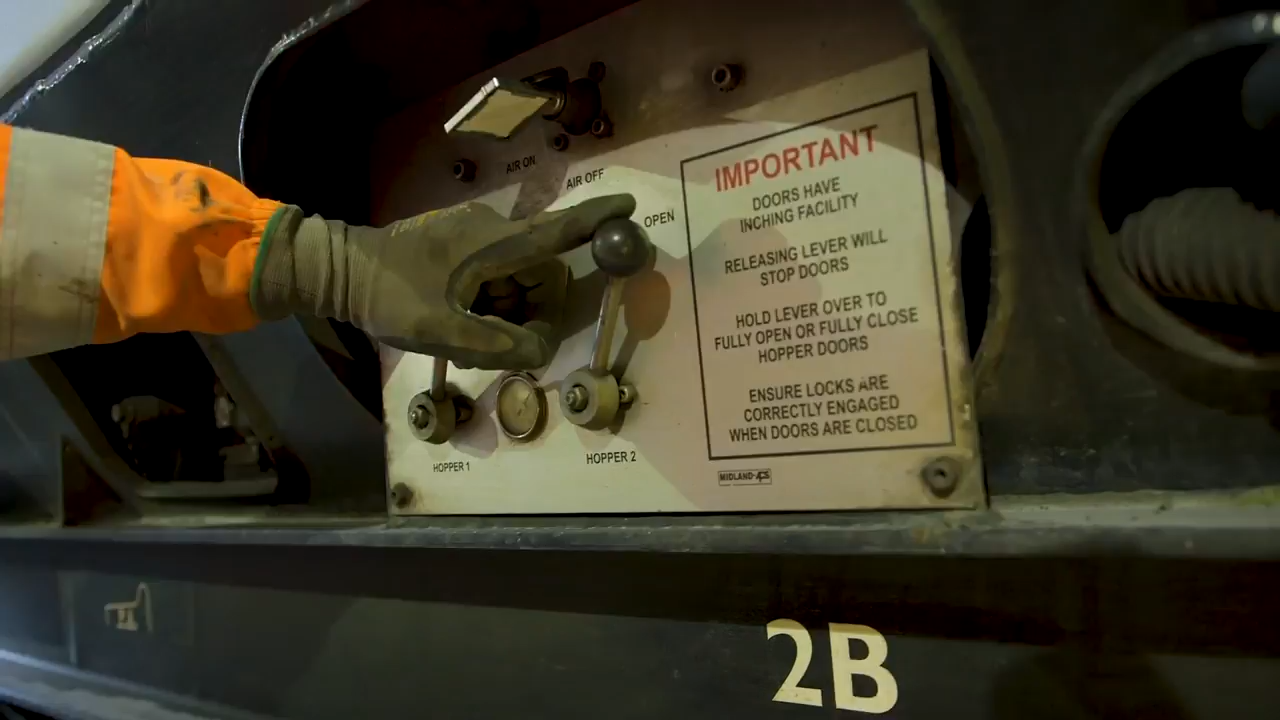 AIR ON
AIR OFF
OPEN
IMPORTANT
DOORS HAVE
INCHING FACILITY
RELEASING LEVER WILL
STOP DOORS
HOLD LEVER OVER TO
FULLY OPEN OR FULLY CLOSE
HOPPER DOORS
ENSURE LOCKS ARE
CORRECTLY ENGAGED
WHEN DOORS ARE CLOSED
HOPPER 1
HOPPER 2
MIDLAND-APS
2B